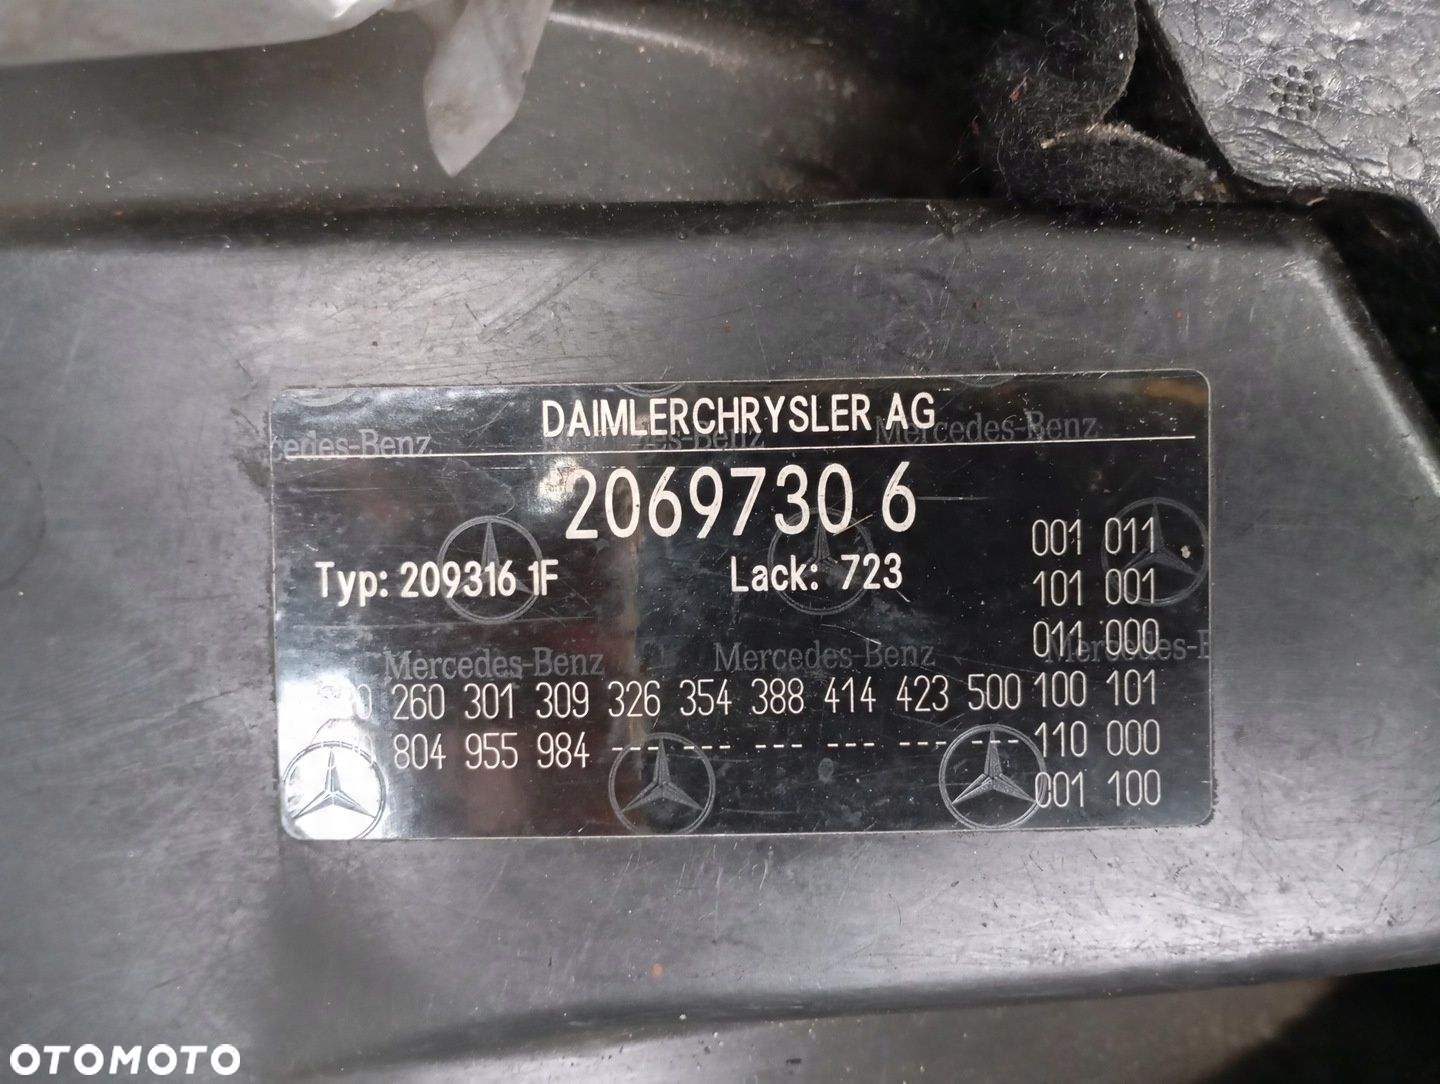 DAIMLERCHRYSLER AG
Mercedes-Benz Mercedes-Benz
2069730 6
Typ: 209316 1F Lack: 723
001 011
101 001
011 000
Mercedes-Benz Mercedes-Benz
260 301 309 326 354 388 414 423 500 100 101
804 955 984 --- --- --- --- --- --- 110 000
001 100
OTOMOTO